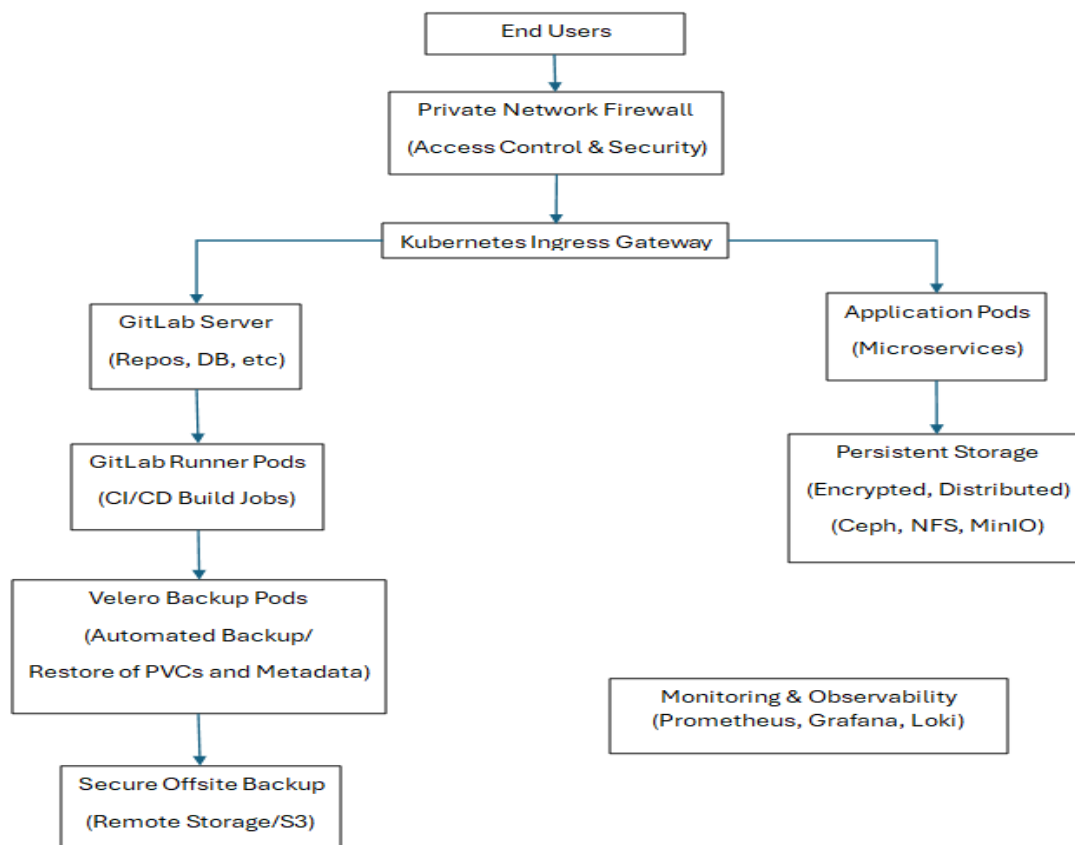 End Users
Private Network Firewall
(Access Control & Security)
Kubernetes Ingress Gateway
GitLab Server
(Repos, DB, etc)
Application Pods
(Microservices)
GitLab Runner Pods
(CI/CD Build Jobs)
Persistent Storage
(Encrypted, Distributed)
(Ceph, NFS, MinIO)
Velero Backup Pods
(Automated Backup/
Restore of PVCs and Metadata)
Monitoring & Observability
(Prometheus, Grafana, Loki)
Secure Offsite Backup
(Remote Storage/S3)